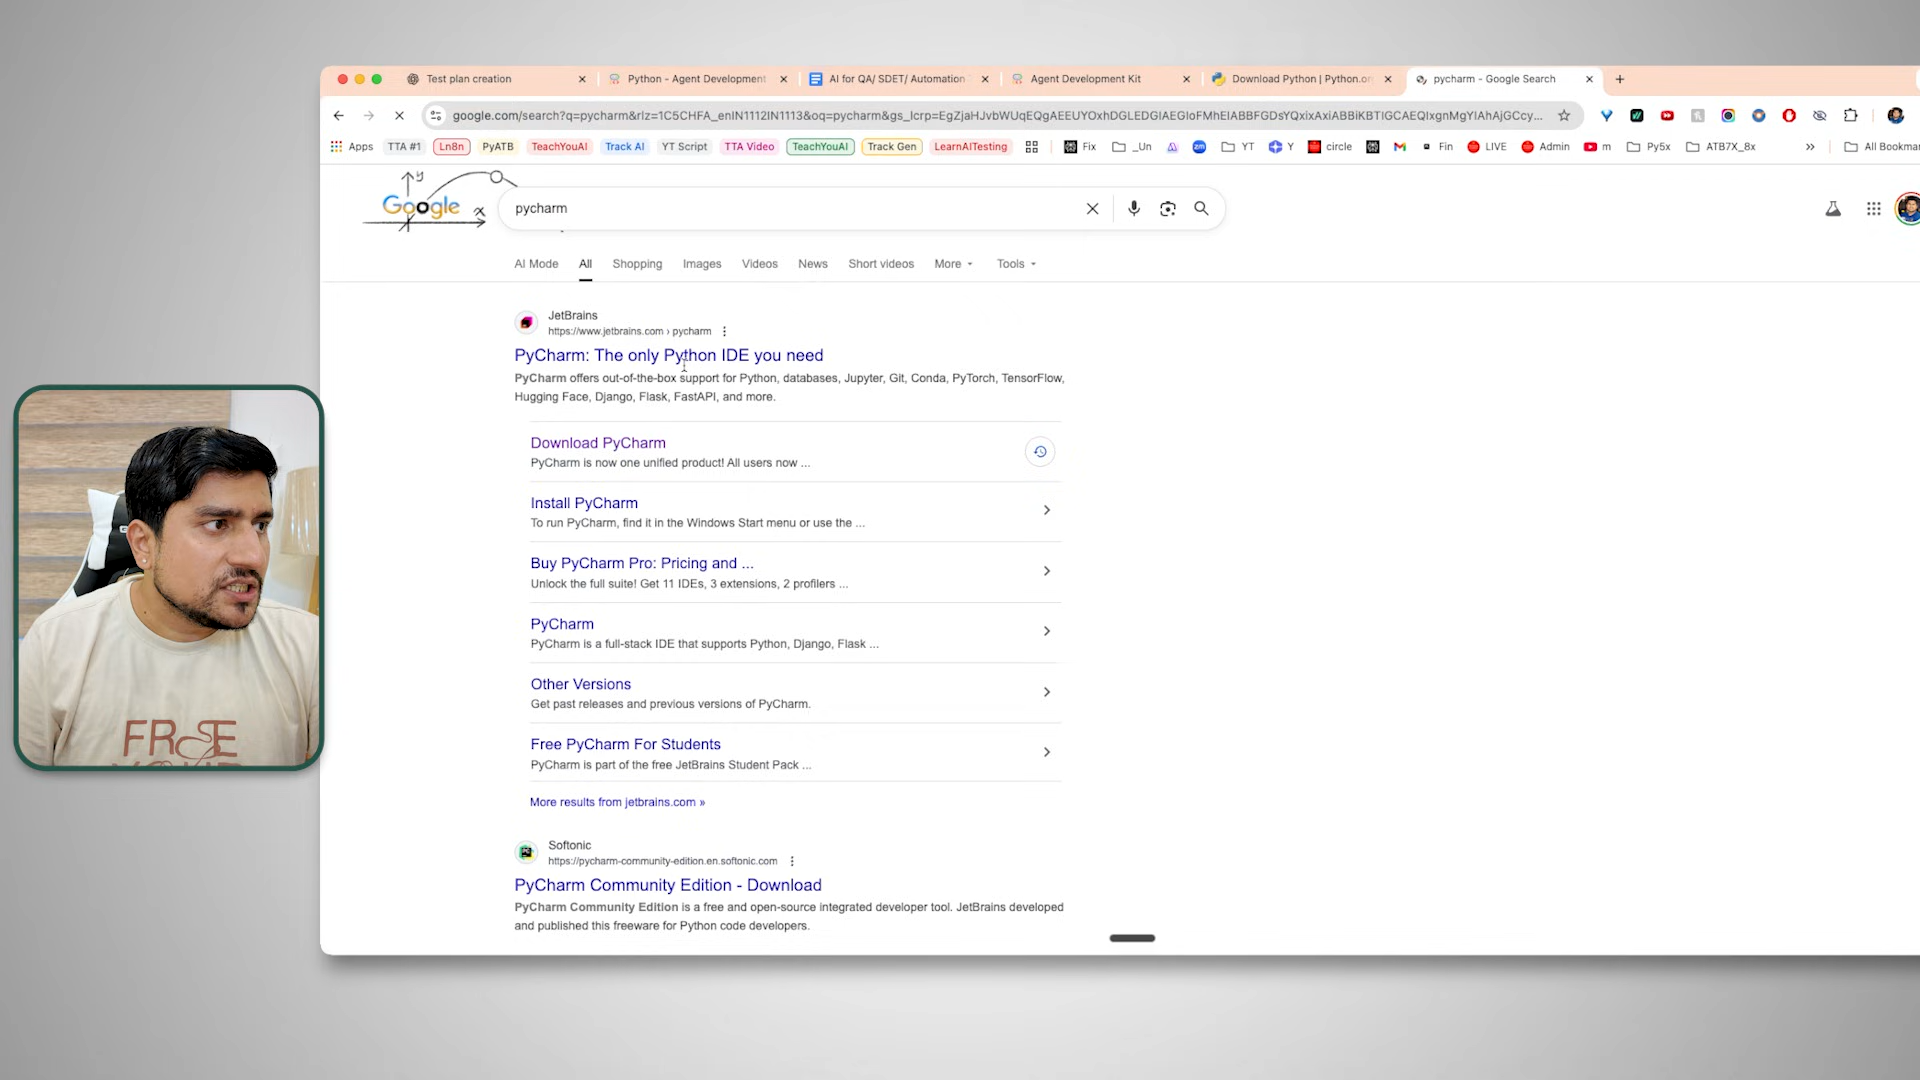 Test plan creation
Python - Agent Development
AI for QA/ SDET/ Automation
Agent Development Kit
Download Python | Python.or
pycharm - Google Search
google.com/search?q=pycharm&rlz=1C5CHFA_enIN1112IN1113&oq=pycharm&gs_lcrp=EgZjaHJvbWUqEQgAEEUYOxhDGLEDGIAEGIoFMhEIABBFGDsYQxixAxiABBiKBTIGCAEQIxgnMgYIAhAjGCcy...
Apps
TTA #1
Ln8n
PyATB
TeachYouAI
Track AI
YT Script
TTA Video
TeachYouAI
Track Gen
LearnAITesting
Fix
_Un
YT
Y
circle
Fin
LIVE
Admin
m
Py5x
ATB7X_8x
»
All Bookmar
y
Google
x
pycharm
AI Mode
All
Shopping
Images
Videos
News
Short videos
More
Tools
JetBrains
https://www.jetbrains.com › pycharm
PyCharm: The only Python IDE you need
PyCharm offers out-of-the-box support for Python, databases, Jupyter, Git, Conda, PyTorch, TensorFlow,
Hugging Face, Django, Flask, FastAPI, and more.
Download PyCharm
PyCharm is now one unified product! All users now ...
Install PyCharm
To run PyCharm, find it in the Windows Start menu or use the ...
Buy PyCharm Pro: Pricing and ...
Unlock the full suite! Get 11 IDEs, 3 extensions, 2 profilers ...
PyCharm
PyCharm is a full-stack IDE that supports Python, Django, Flask ...
Other Versions
Get past releases and previous versions of PyCharm.
Free PyCharm For Students
PyCharm is part of the free JetBrains Student Pack ...
More results from jetbrains.com »
Softonic
https://pycharm-community-edition.en.softonic.com
PyCharm Community Edition - Download
PyCharm Community Edition is a free and open-source integrated developer tool. JetBrains developed
and published this freeware for Python code developers.
FRSE